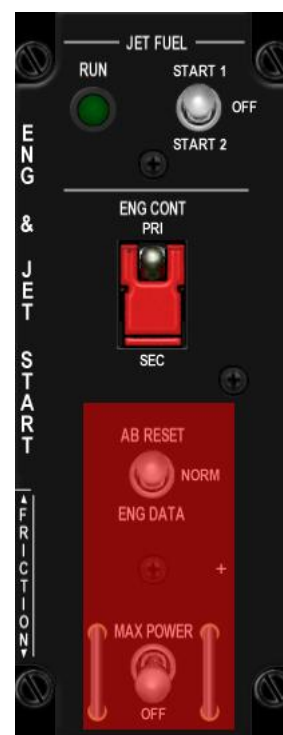 JET FUEL
RUN
START 1
OFF
START 2
ENG & JET START
ENG CONT
PRI
SEC
AB RESET
NORM
ENG DATA
+
FRICTION
MAX POWER
OFF